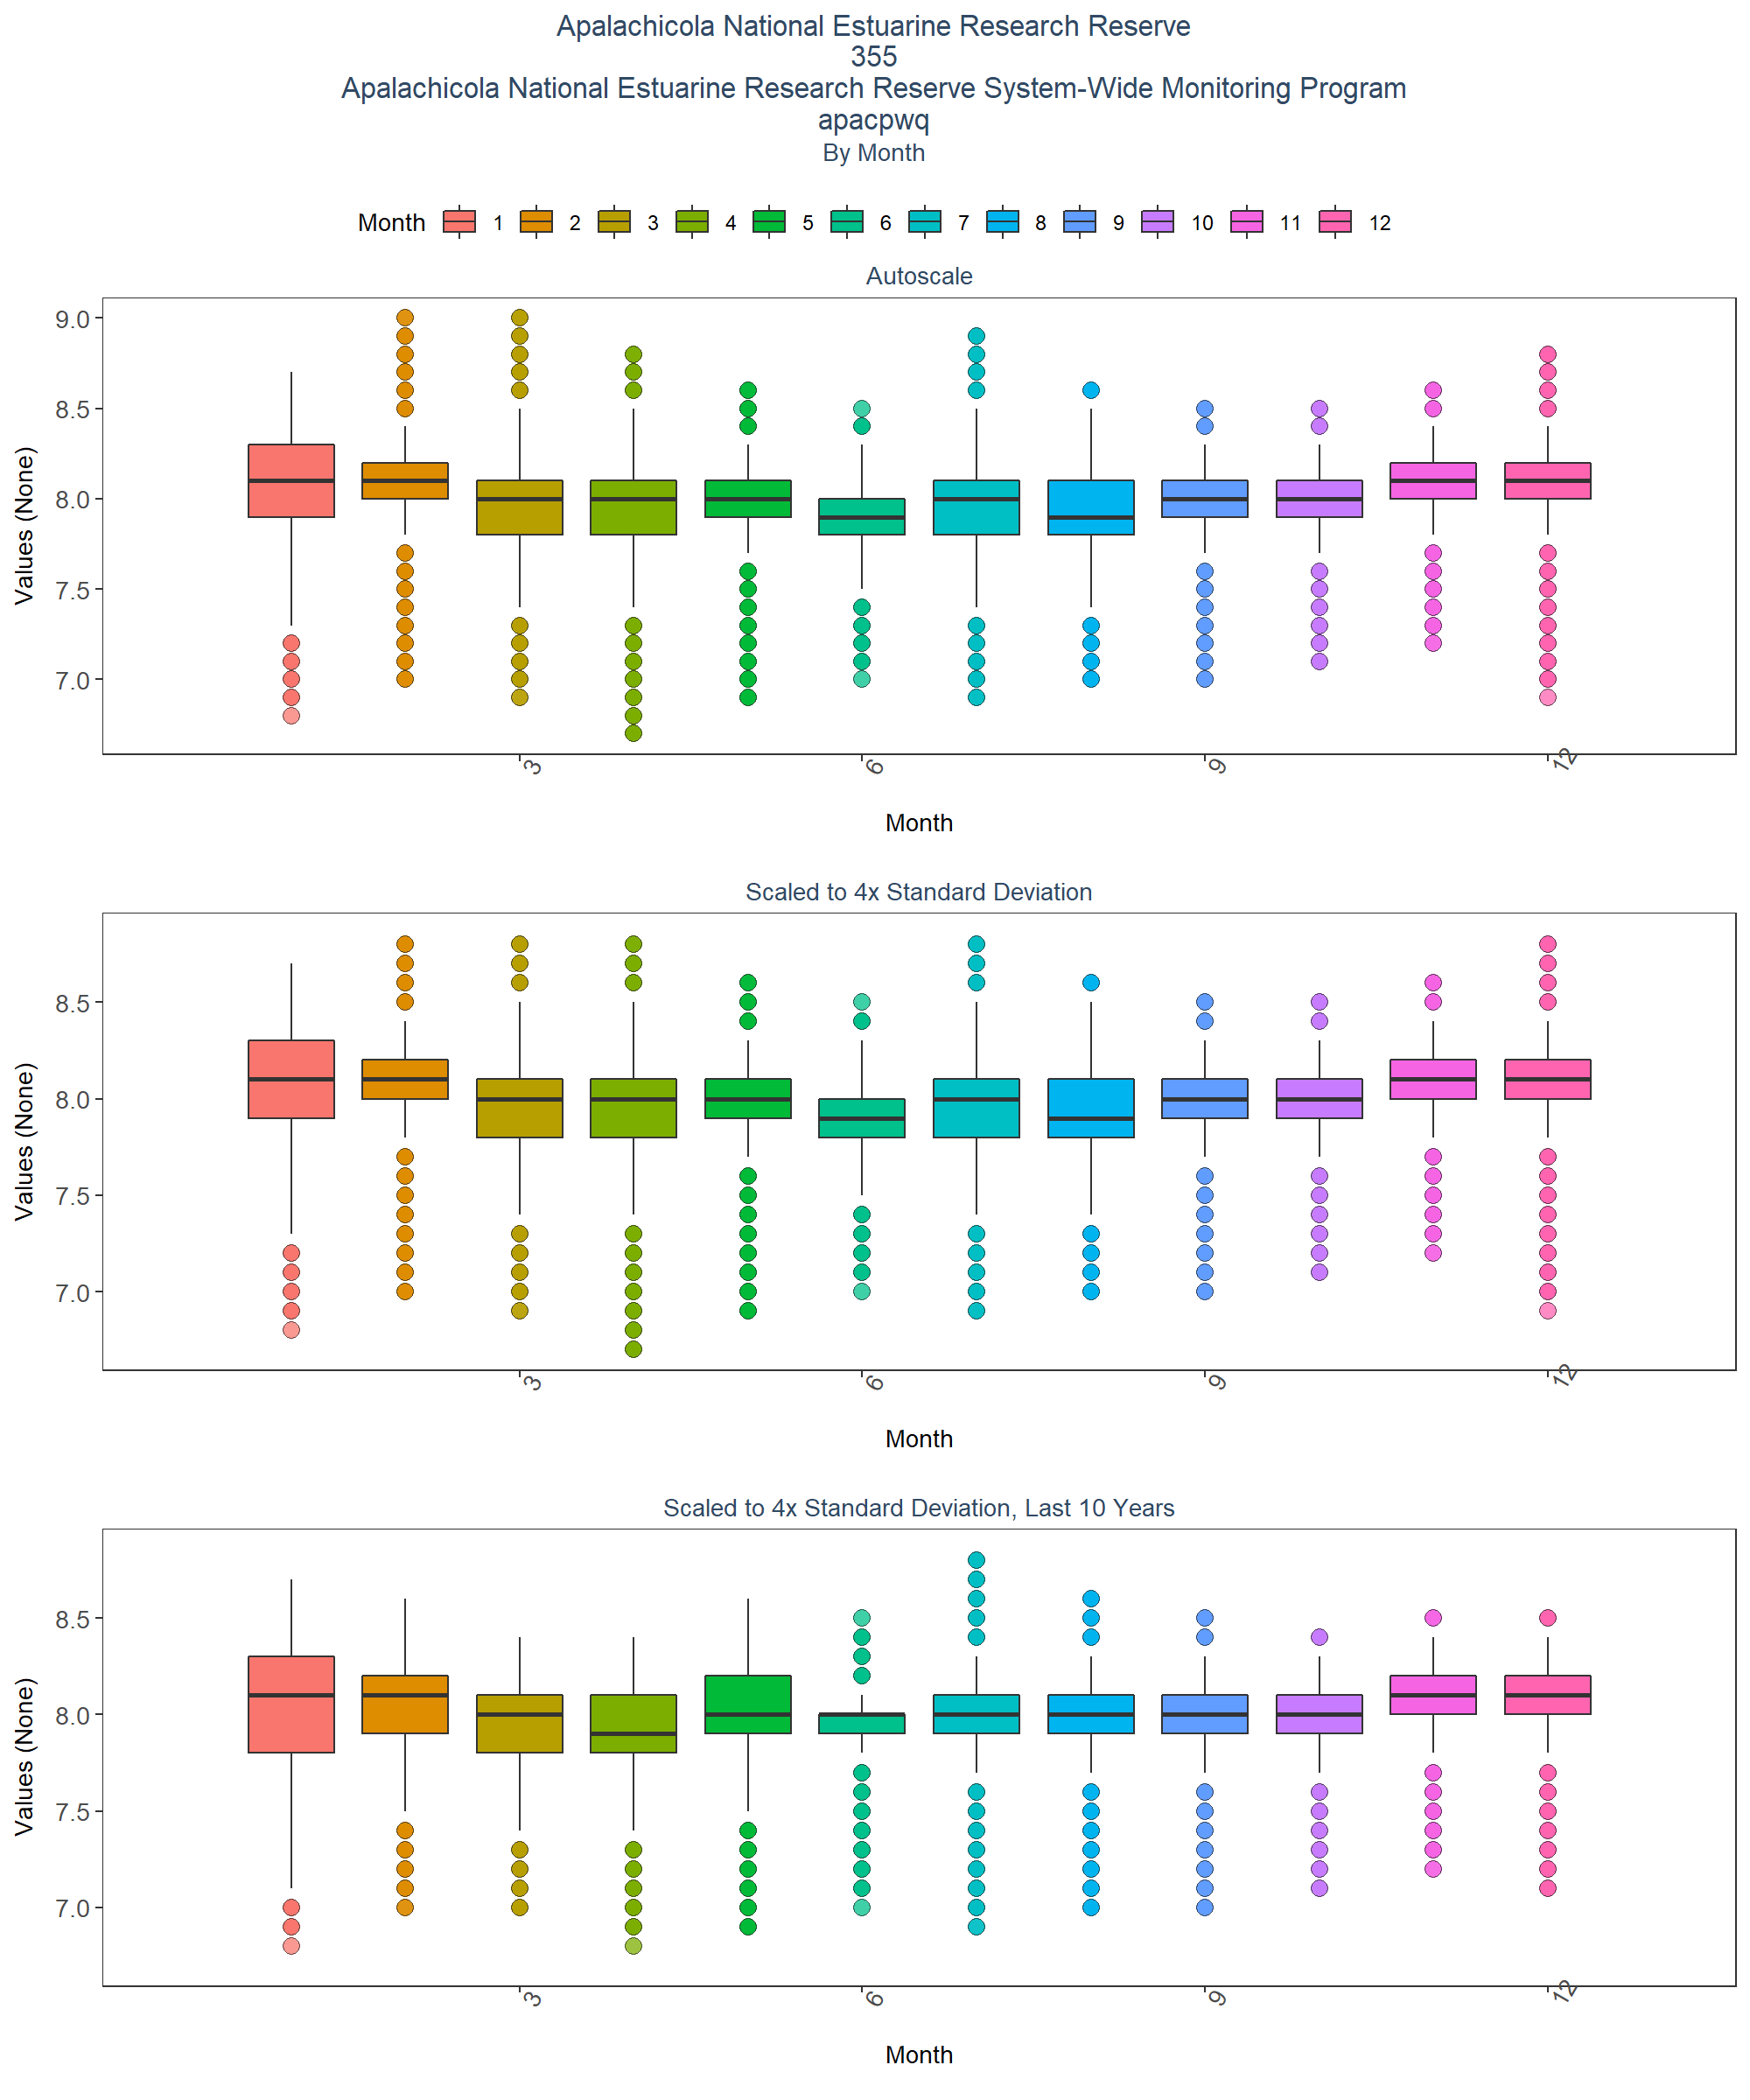 Apalachicola National Estuarine Research Reserve
355
Apalachicola National Estuarine Research Reserve System-Wide Monitoring Program
apacpwq
By Month
Month 1 2 3 4 5 6 7 8 9 10 11 12
Autoscale
Values (None)
9.0
8.5
8.0
7.5
7.0
3 6 9 12
Month
Scaled to 4x Standard Deviation
Values (None)
8.5
8.0
7.5
7.0
3 6 9 12
Month
Scaled to 4x Standard Deviation, Last 10 Years
Values (None)
8.5
8.0
7.5
7.0
3 6 9 12
Month